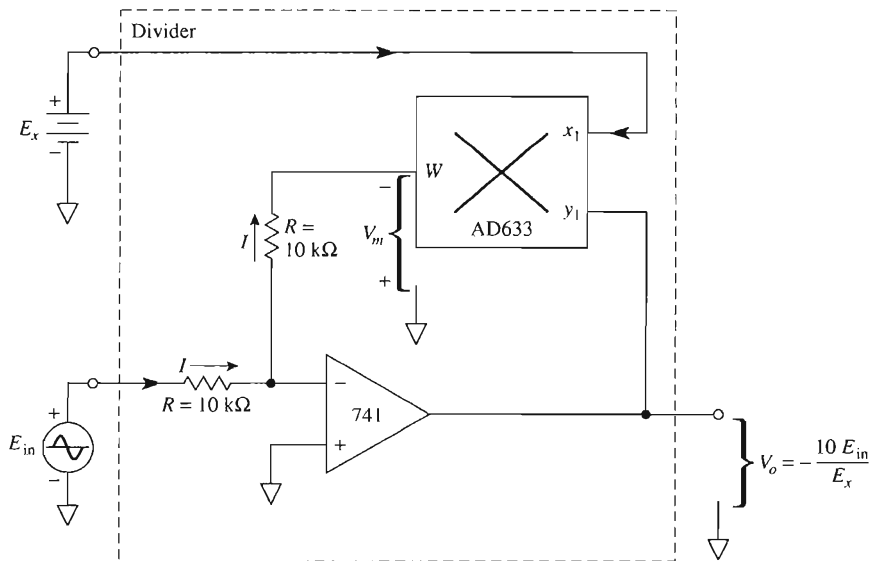 Divider
+
E_x
−
x_1
W
−
y_1
AD633
R =
10 kΩ
I
V_m
+
I
R = 10 kΩ
−
741
+
+
E_in
−
V_o = − 10 E_in / E_x